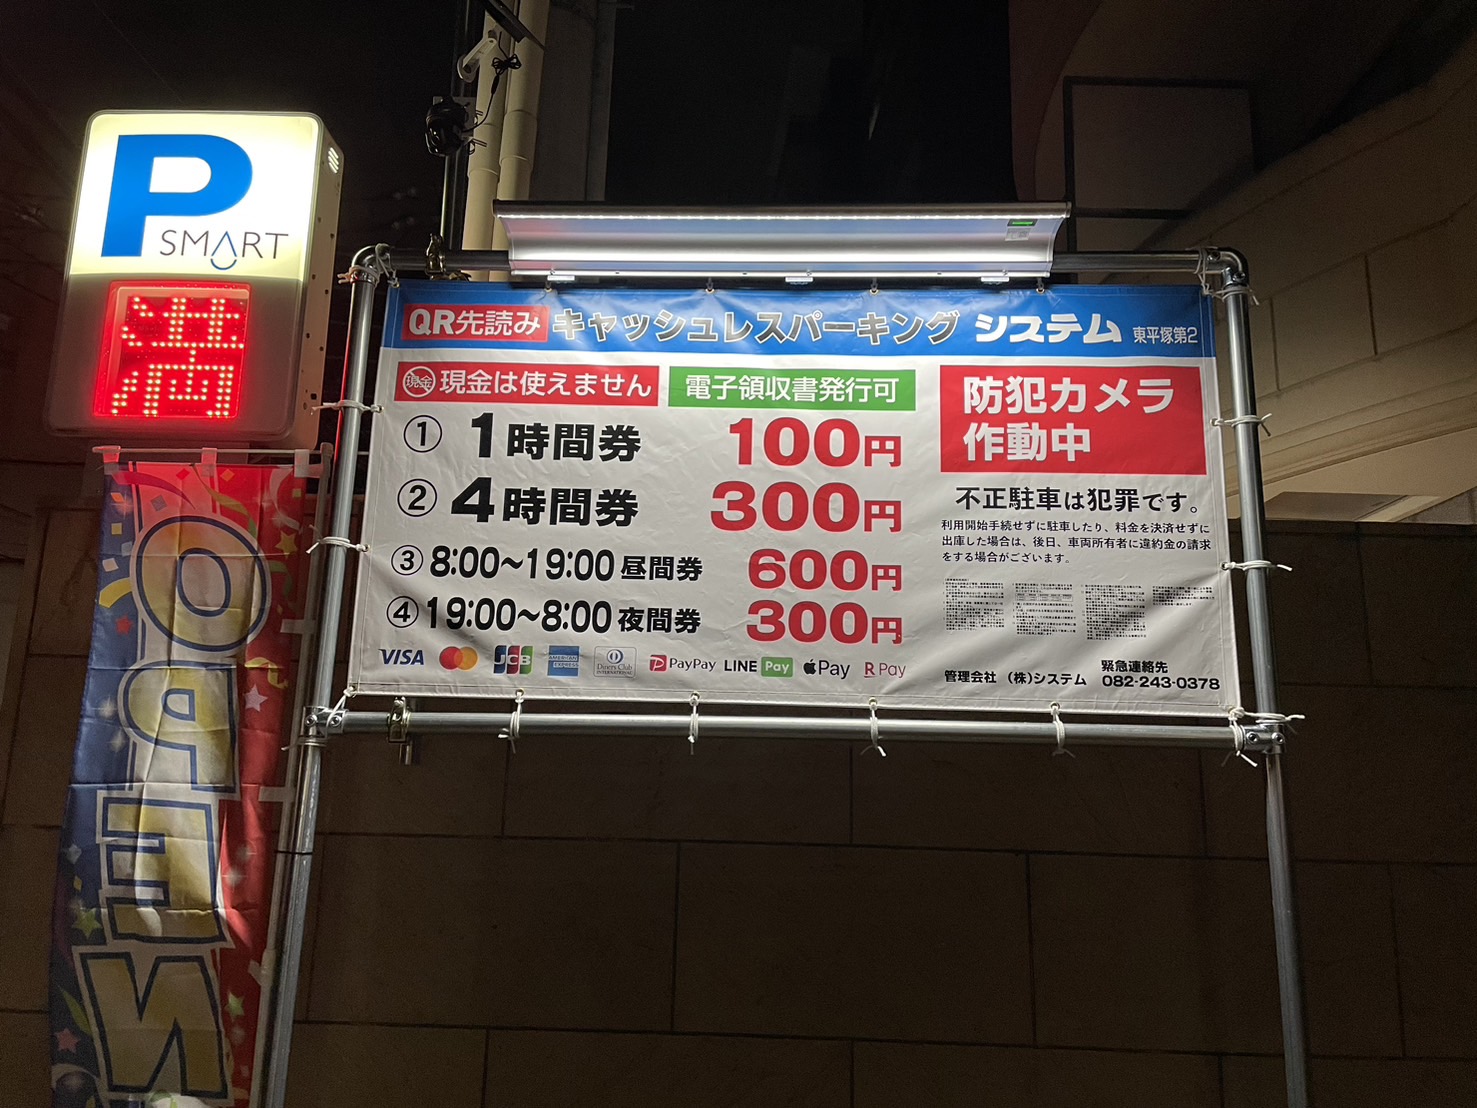 P
SMART
満
QR先読み キャッシュレスパーキング システム 東平塚第2
現金 現金は使えません 電子領収書発行可
① 1時間券 100円
② 4時間券 300円
③ 8:00〜19:00 昼間券 600円
④ 19:00〜8:00 夜間券 300円
VISA mastercard JCB AMERICAN EXPRESS Diners Club INTERNATIONAL PayPay LINE Pay Pay R Pay
防犯カメラ
作動中
不正駐車は犯罪です。
利用開始手続せずに駐車したり、料金を決済せずに
出庫した場合は、後日、車両所有者に違約金の請求
をする場合がございます。
管理会社 (株)システム
緊急連絡先
082-243-0378
OPEN